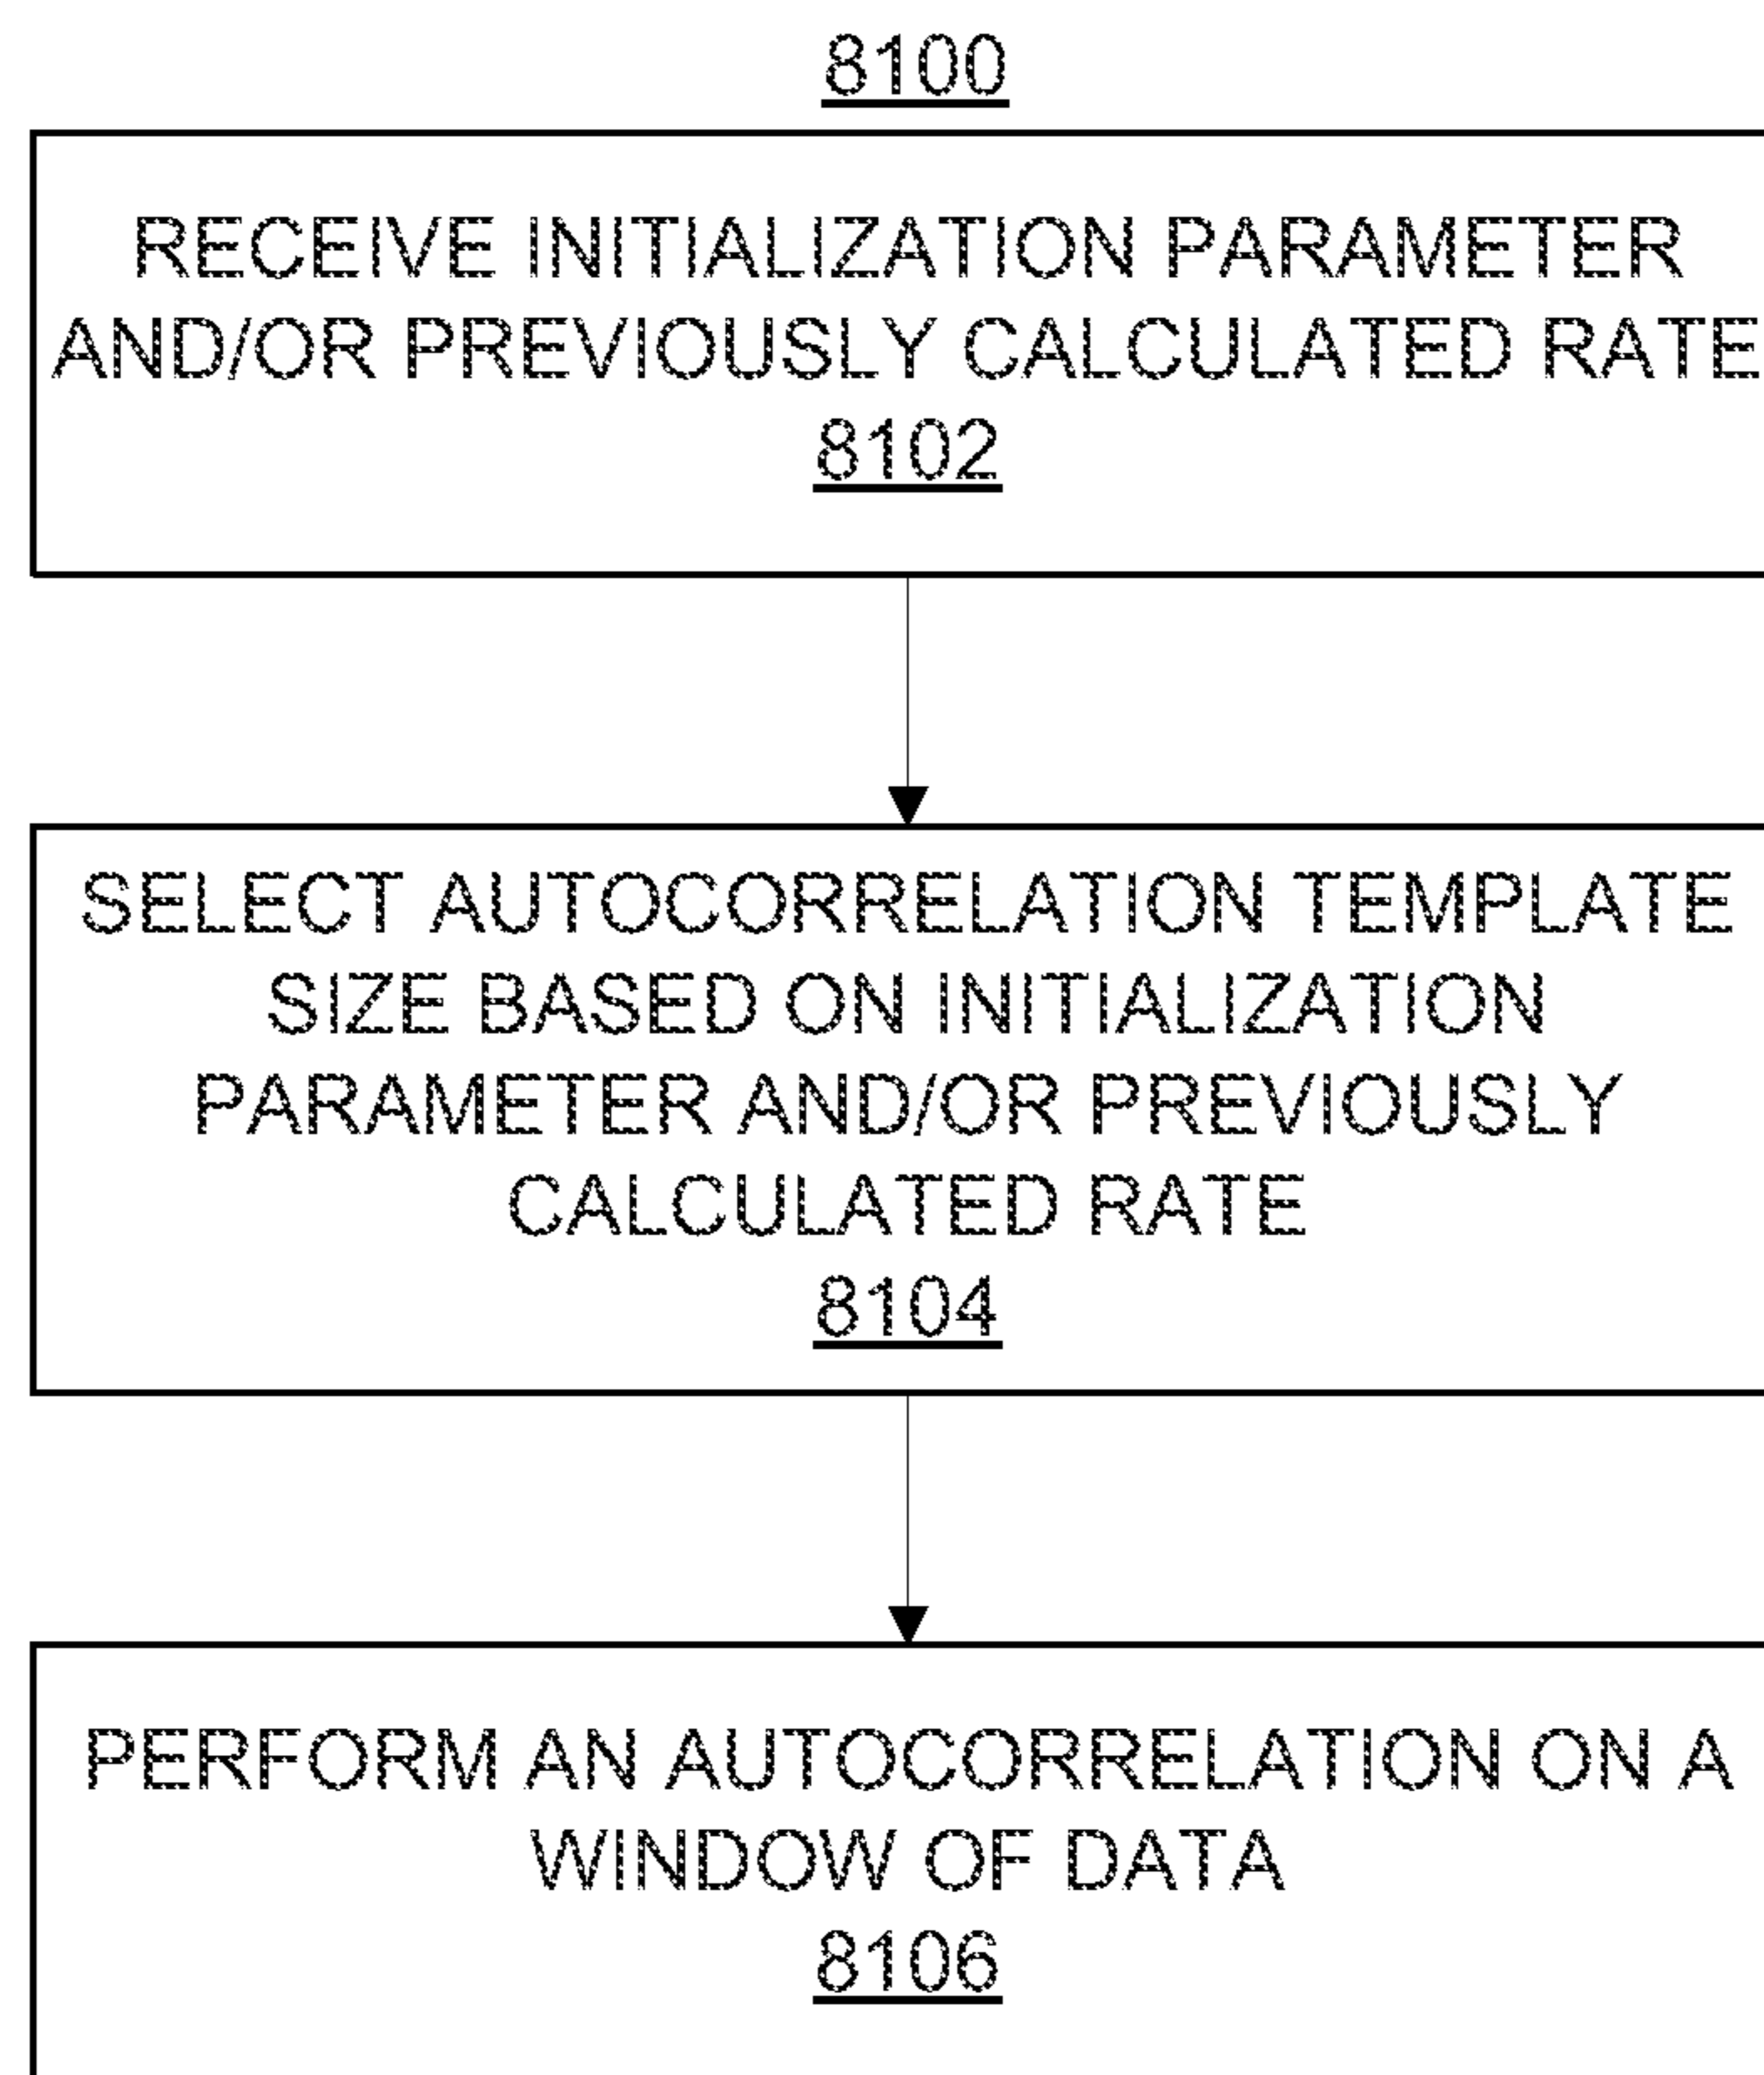 8100
RECEIVE INITIALIZATION PARAMETER
AND/OR PREVIOUSLY CALCULATED RATE
8102
SELECT AUTOCORRELATION TEMPLATE
SIZE BASED ON INITIALIZATION
PARAMETER AND/OR PREVIOUSLY
CALCULATED RATE
8104
PERFORM AN AUTOCORRELATION ON A
WINDOW OF DATA
8106